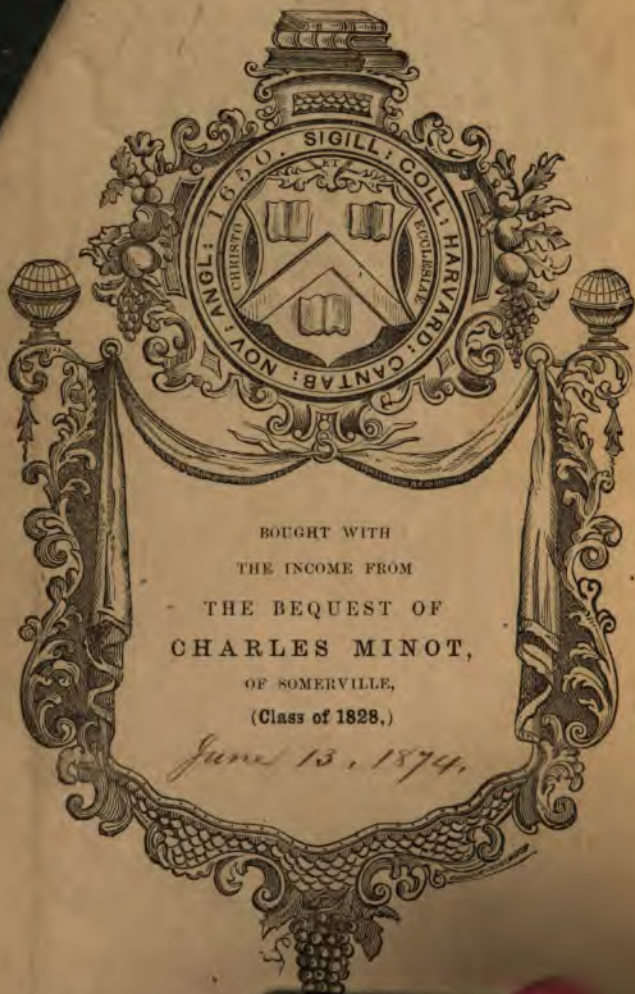 SIGILL: COLL: HARVARD: CANTAB: NOV: ANGL: 1650.
ET
CHRISTO
ECCLESIAE
BOUGHT WITH
THE INCOME FROM
THE BEQUEST OF
CHARLES MINOT,
OF SOMERVILLE,
(Class of 1828,)
June 13, 1874.